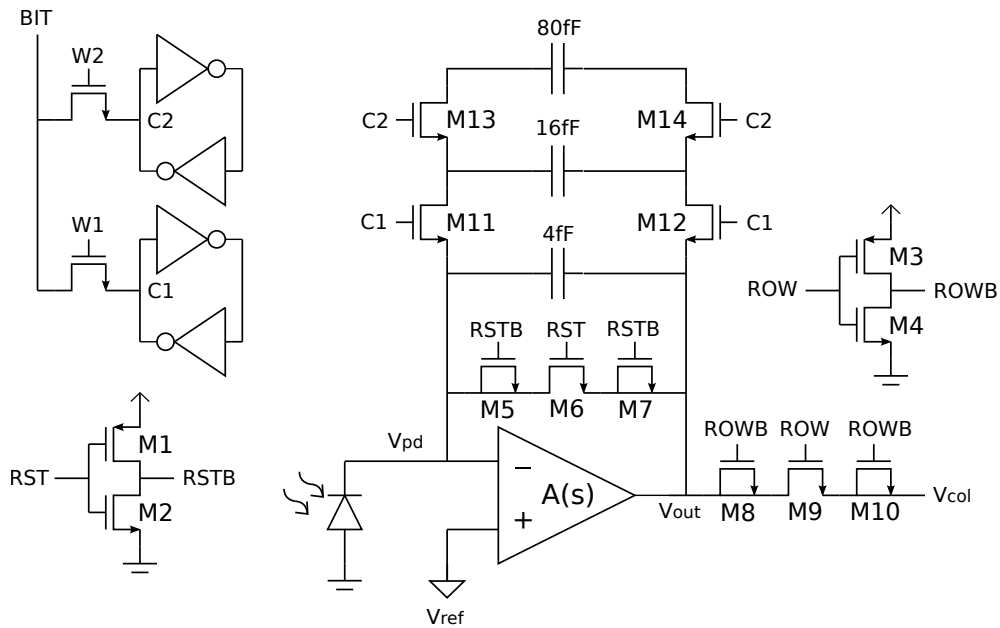 BIT
W2
C2
W1
C1
RST
M1
RSTB
M2
80fF
C2
M13
M14
C2
16fF
C1
M11
M12
C1
4fF
RSTB
RST
RSTB
M5
M6
M7
Vpd
−
+
A(s)
Vref
Vout
ROWB
ROW
ROWB
M8
M9
M10
Vcol
ROW
M3
ROWB
M4